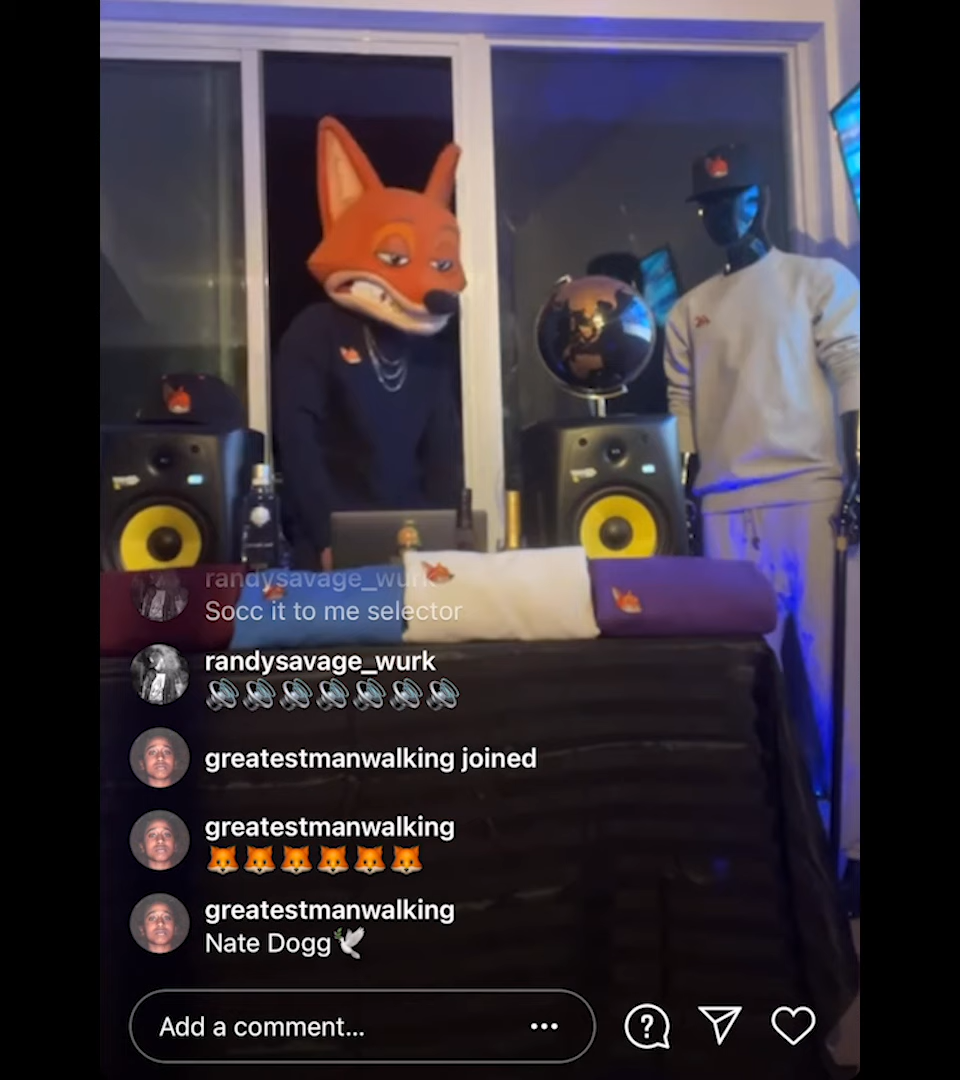 randysavage_wurk
Socc it to me selector
randysavage_wurk
🔊🔊🔊🔊🔊🔊🔊
greatestmanwalking joined
greatestmanwalking
🦊🦊🦊🦊🦊🦊
greatestmanwalking
Nate Dogg🕊️
Add a comment...